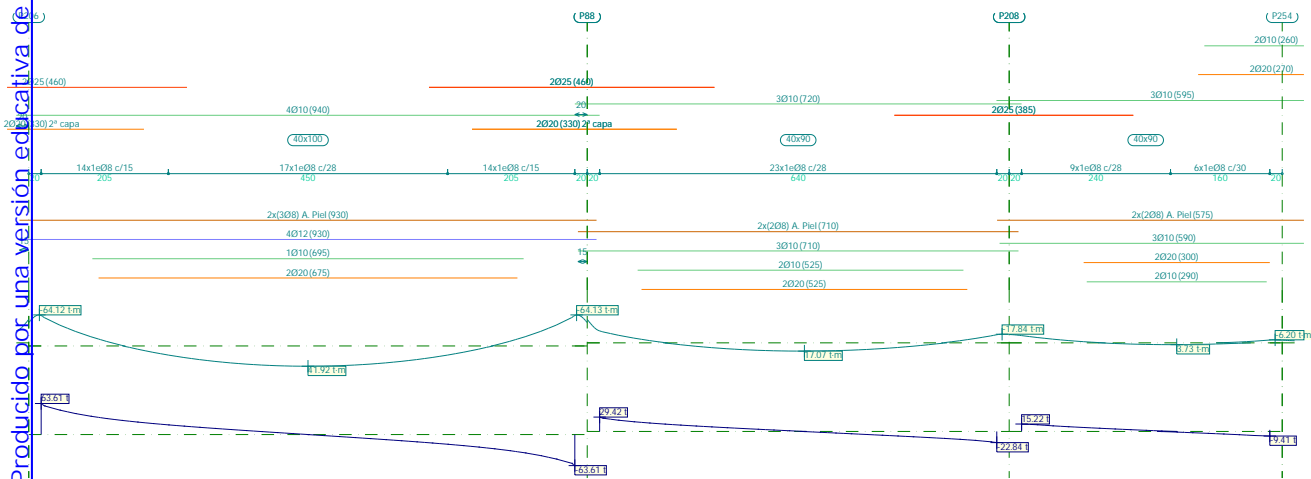 P88 P208 P254
2Ø10 (260)
2Ø20 (270)
2Ø25 (460) 2Ø25 (460)
3Ø10 (720) 3Ø10 (595)
20
4Ø10 (940) 2Ø25 (385)
2Ø20 (330) 2ª capa 2Ø20 (330) 2ª capa
40x100 40x90 40x90
14x1eØ8 c/15 17x1eØ8 c/28 14x1eØ8 c/15 23x1eØ8 c/28 9x1eØ8 c/28 6x1eØ8 c/30
20 205 450 205 20 20 640 20 20 240 160 20
2x(3Ø8) A. Piel (930) 2x(2Ø8) A. Piel (575)
2x(2Ø8) A. Piel (710)
4Ø12 (930) 3Ø10 (590)
3Ø10 (710)
15
1Ø10 (695) 2Ø20 (300)
2Ø10 (525)
2Ø20 (675) 2Ø10 (290)
2Ø20 (525)
-64.12 t·m -64.13 t·m
-17.84 t·m
-6.20 t·m
17.07 t·m 3.73 t·m
41.92 t·m
63.61 t
29.42 t
15.22 t
-22.84 t -9.41 t
-63.61 t
Producido por una versión educativa de